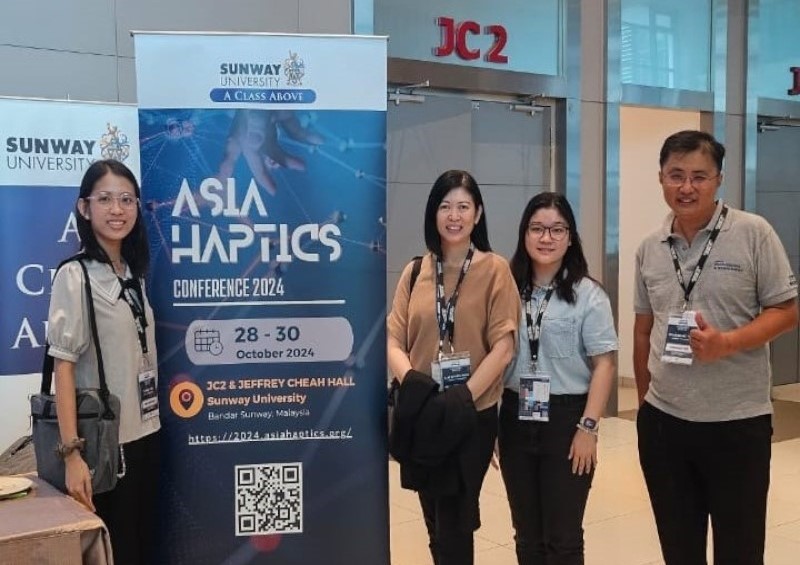 JC2
SUNWAY
UNIVERSITY
A
CL
A
SUNWAY
UNIVERSITY
A CLASS ABOVE
ASIA
HAPTICS
CONFERENCE 2024
28 - 30
October 2024
JC2 & JEFFREY CHEAH HALL
Sunway University
Bandar Sunway, Malaysia
https://2024.asiahaptics.org/